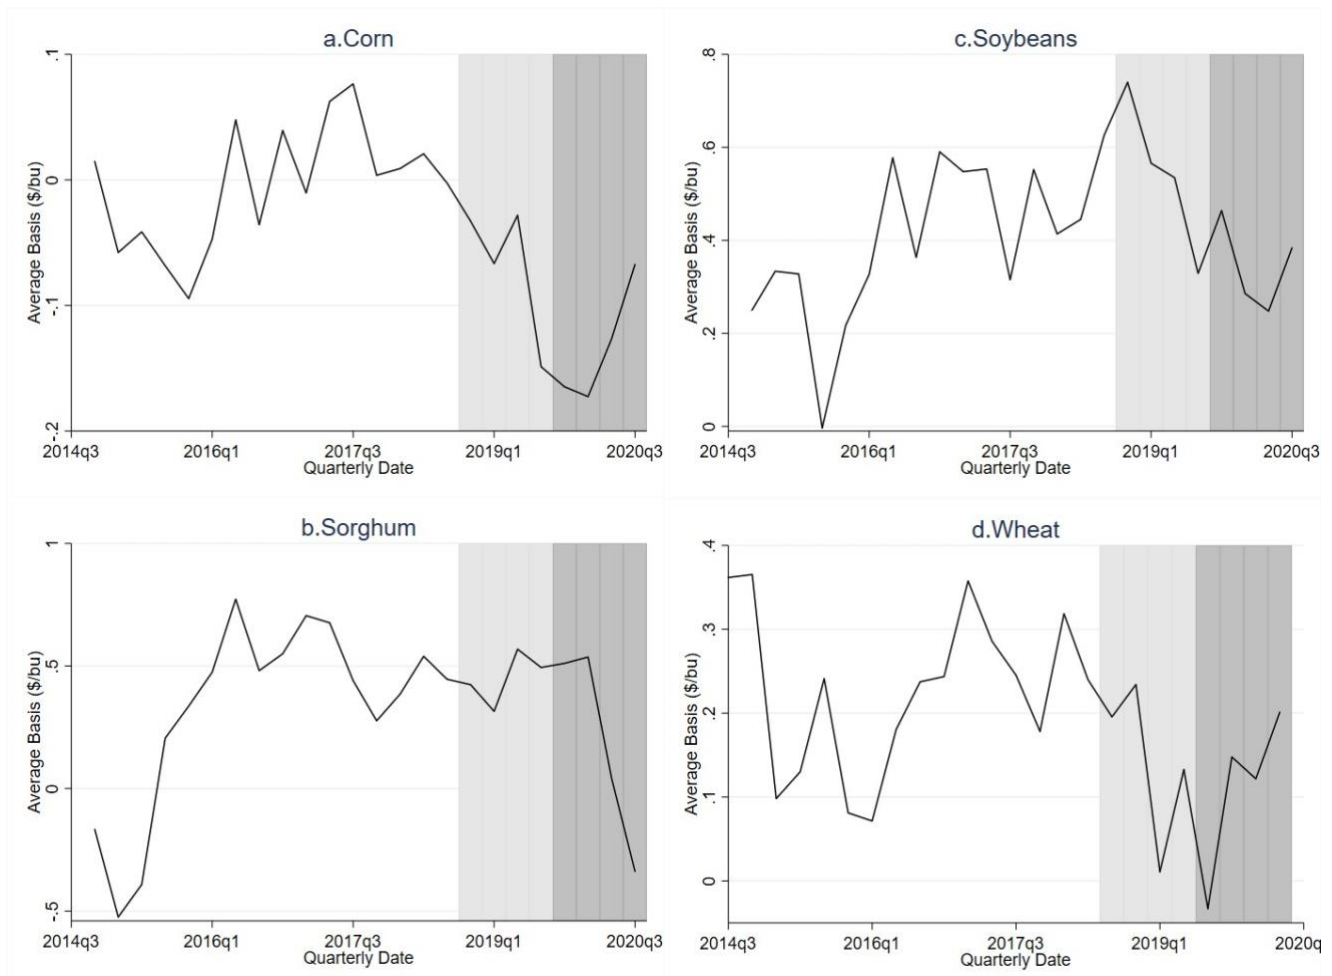 a.Corn
Average Basis ($/bu)
.1
0
-.1
-.2
2014q3 2016q1 2017q3 2019q1 2020q3
Quarterly Date
c.Soybeans
Average Basis ($/bu)
.8
.6
.4
.2
0
2014q3 2016q1 2017q3 2019q1 2020q3
Quarterly Date
b.Sorghum
Average Basis ($/bu)
1
.5
0
-.5
2014q3 2016q1 2017q3 2019q1 2020q3
Quarterly Date
d.Wheat
Average Basis ($/bu)
.4
.3
.2
.1
0
2014q3 2016q1 2017q3 2019q1 2020q
Quarterly Date